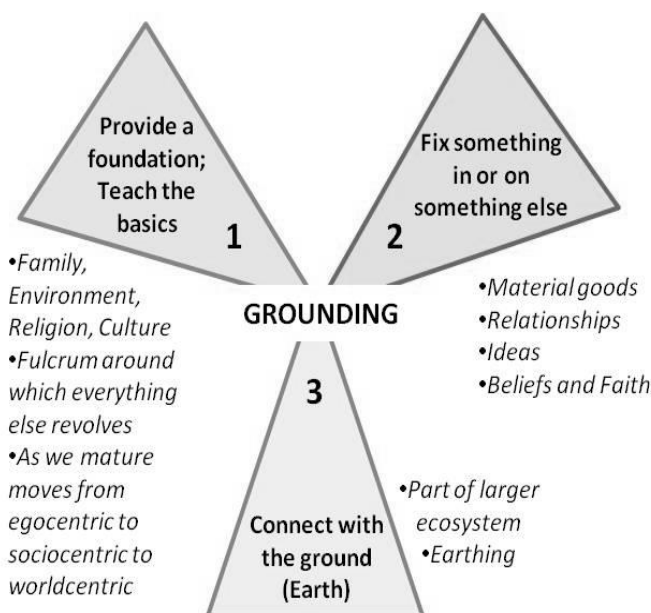 Provide a
foundation;
Teach the
basics
1
Fix something
in or on
something else
2
•Family,
Environment,
Religion, Culture
•Fulcrum around
which everything
else revolves
•As we mature
moves from
egocentric to
sociocentric to
worldcentric
GROUNDING
•Material goods
•Relationships
•Ideas
•Beliefs and Faith
3
Connect with
the ground
(Earth)
•Part of larger
ecosystem
•Earthing